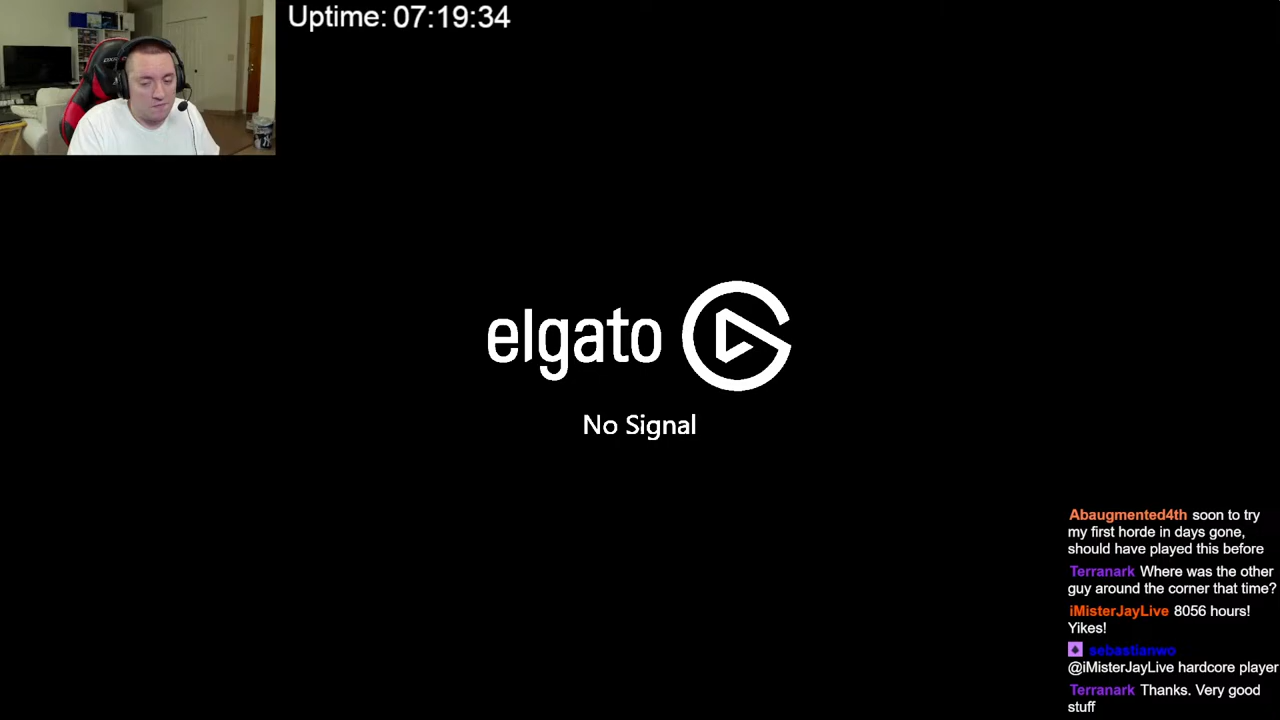 Uptime: 07:19:34
elgato
No Signal
Abaugmented4th soon to try
my first horde in days gone,
should have played this before
Terranark Where was the other
guy around the corner that time?
iMisterJayLive 8056 hours!
Yikes!
sebastianwo
@iMisterJayLive hardcore player
Terranark Thanks. Very good
stuff